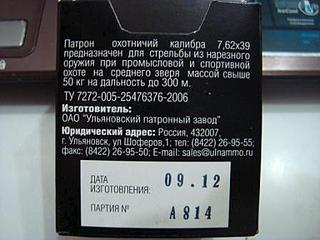 Патрон охотничий калибра 7,62х39
предназначен для стрельбы из нарезного
оружия при промысловой и спортивной
охоте на среднего зверя массой свыше
50 кг на дальность до 300 м.
ТУ 7272-005-25476376-2006
Изготовитель:
ОАО "Ульяновский патронный завод"
Юридический адрес: Россия, 432007,
г. Ульяновск, ул Шоферов,1; тел: (8422) 26-95-55;
факс: (8422) 29-55-50; E-mail: sales@ulnammo.ru
ДАТА
ИЗГОТОВЛЕНИЯ: 09.12
ПАРТИЯ № А814